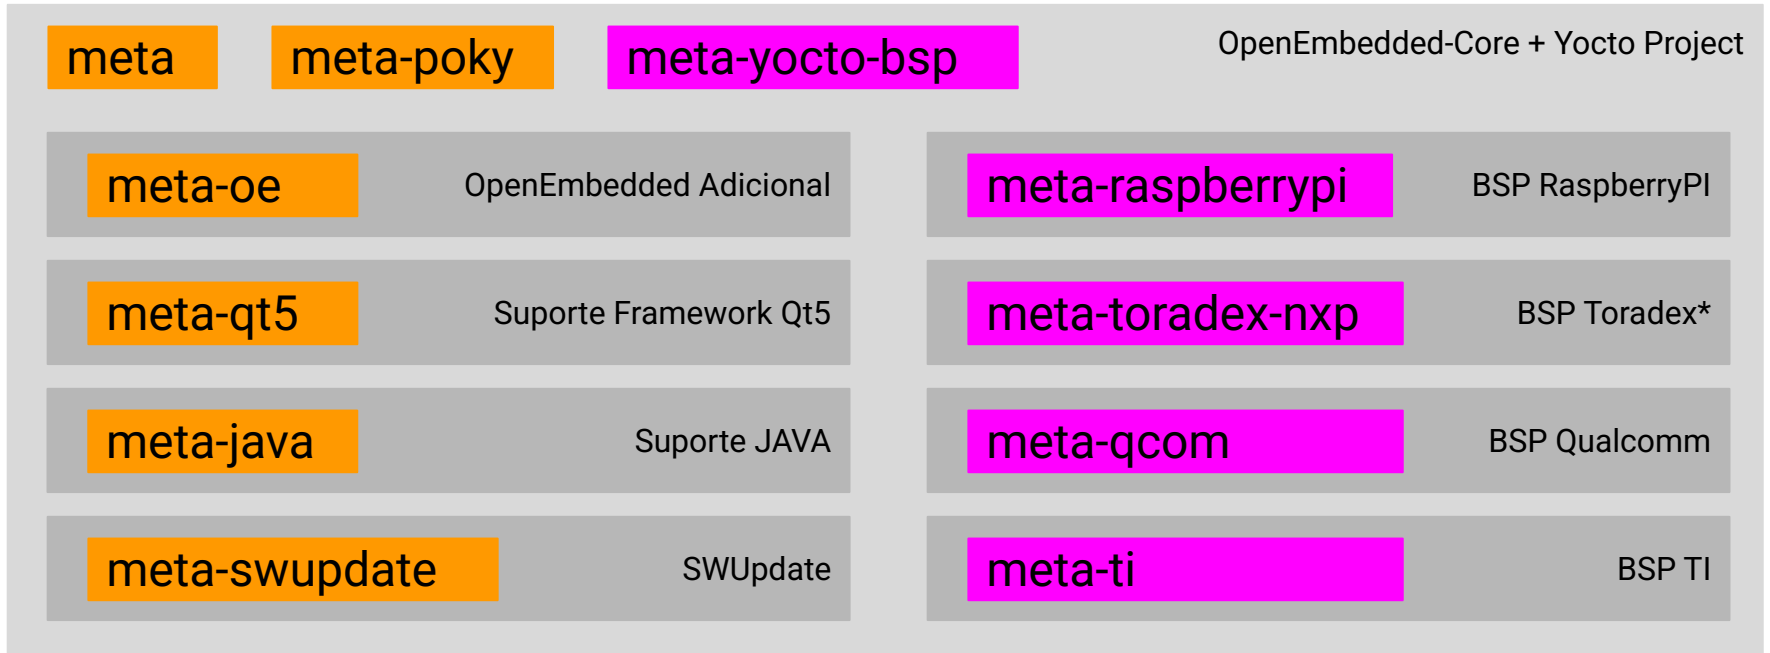 meta
meta-poky
meta-yocto-bsp
OpenEmbedded-Core + Yocto Project
meta-oe
OpenEmbedded Adicional
meta-raspberrypi
BSP RaspberryPI
meta-qt5
Suporte Framework Qt5
meta-toradex-nxp
BSP Toradex*
meta-java
Suporte JAVA
meta-qcom
BSP Qualcomm
meta-swupdate
SWUpdate
meta-ti
BSP TI